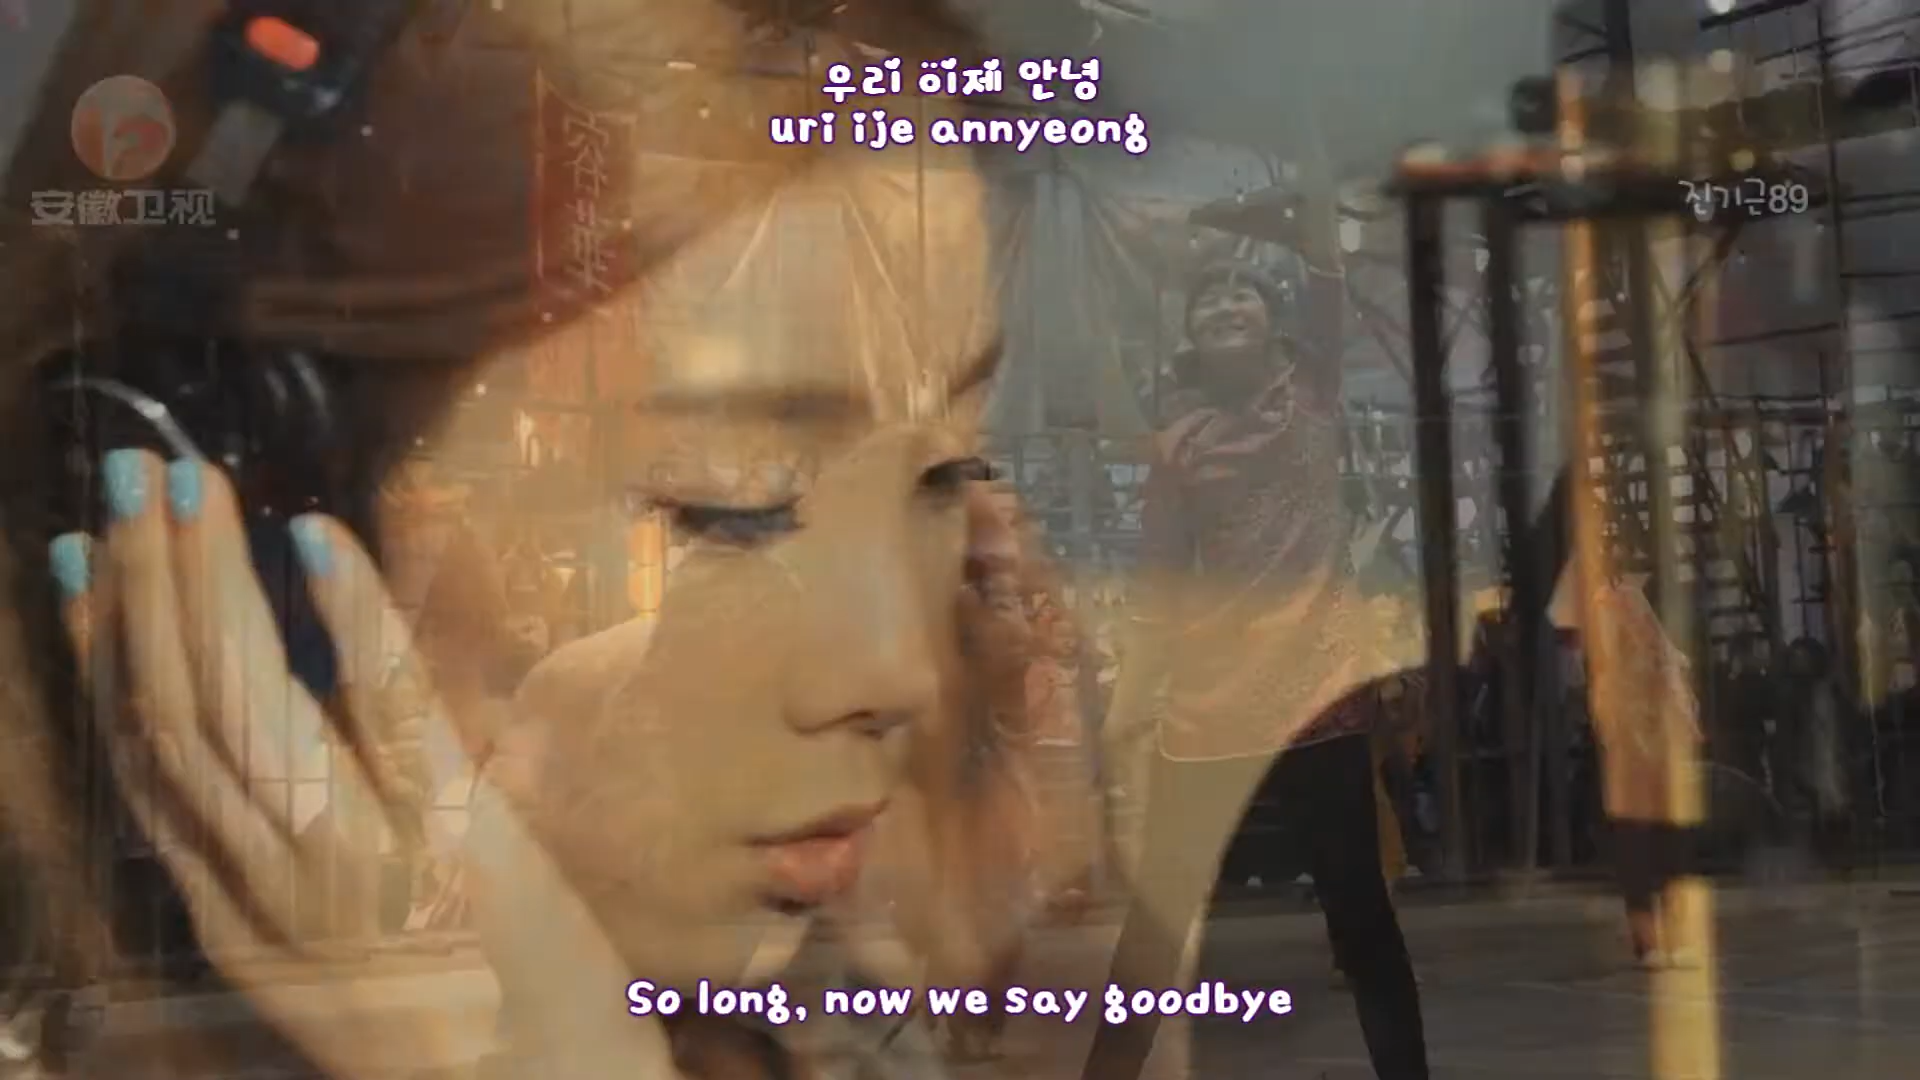 우리 이제 안녕
uri ije annyeong
安徽卫视
진기근89
So long, now we say goodbye